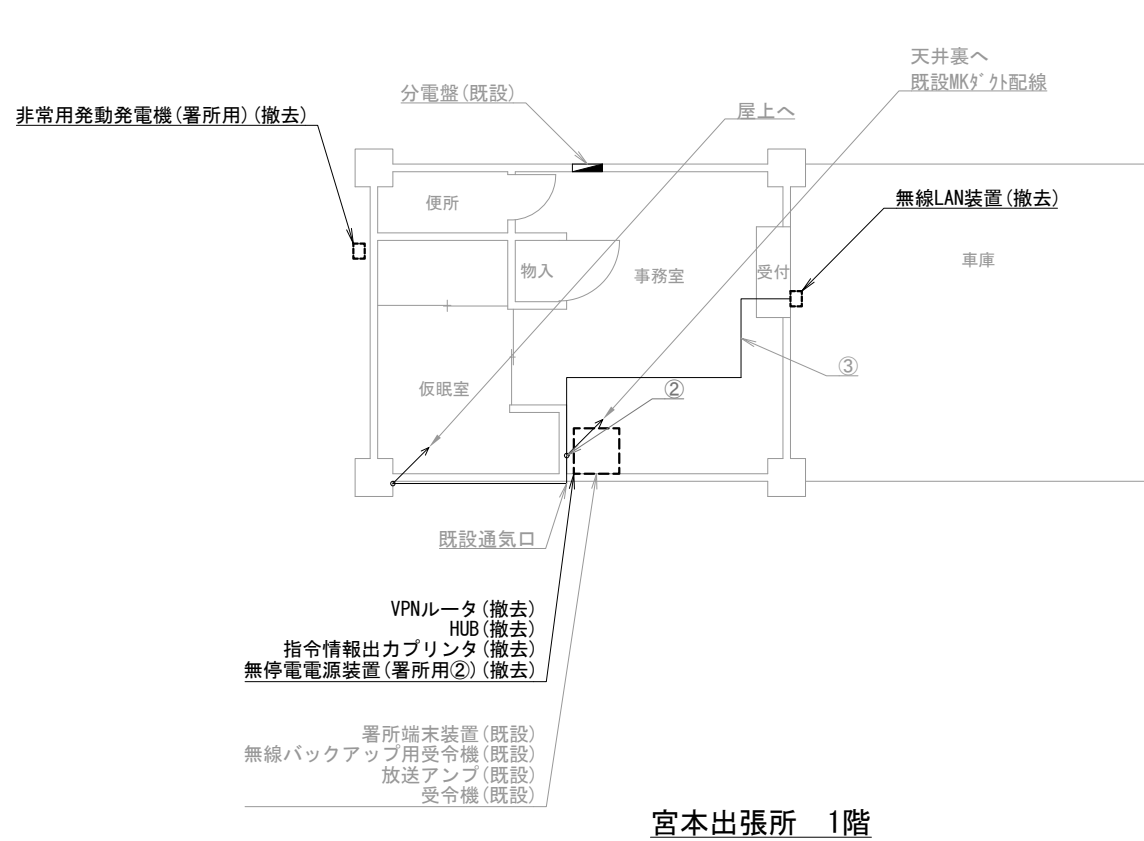 天井裏へ
既設MKダクト配線
分電盤(既設)
屋上へ
非常用発動発電機(署所用)(撤去)
無線LAN装置(撤去)
便所
物入
事務室
受付
車庫
③
仮眠室
②
既設通気口
VPNルータ(撤去)
HUB(撤去)
指令情報出力プリンタ(撤去)
無停電電源装置(署所用②)(撤去)
署所端末装置(既設)
無線バックアップ用受令機(既設)
放送アンプ(既設)
受令機(既設)
宮本出張所　1階